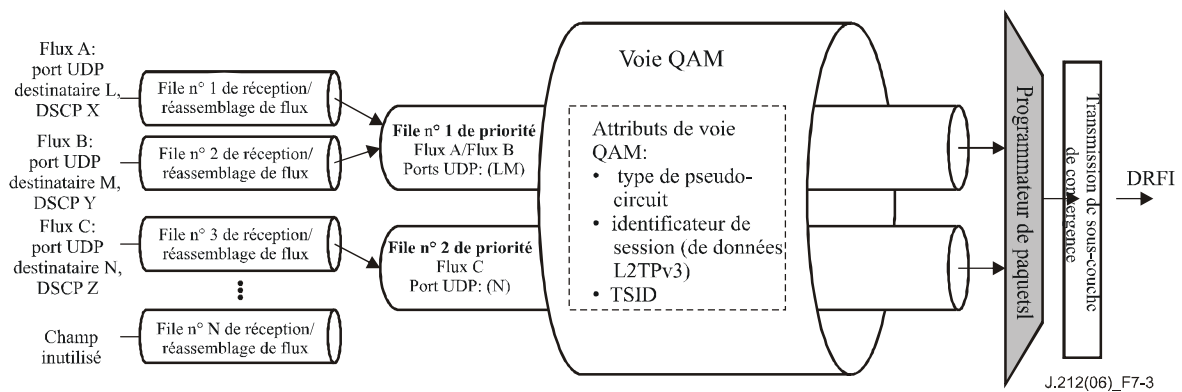 Flux A:
port UDP
destinataire L,
DSCP X
File n° 1 de réception/
réassemblage de flux
Flux B:
port UDP
destinataire M,
DSCP Y
File n° 2 de réception/
réassemblage de flux
Flux C:
port UDP
destinataire N,
DSCP Z
File n° 3 de réception/
réassemblage de flux
Champ
inutilisé
File n° N de réception/
réassemblage de flux
File n° 1 de priorité
Flux A/Flux B
Ports UDP: (LM)
File n° 2 de priorité
Flux C
Port UDP: (N)
Voie QAM
Attributs de voie
QAM:
• type de pseudo-
circuit
• identificateur de
session (de données
L2TPv3)
• TSID
Programmateur de paquetsl
Transmission de sous-couche
de convergence
DRFI
J.212(06)_F7-3